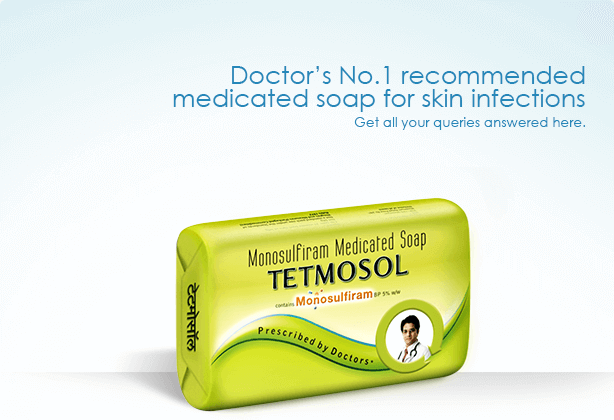 Doctor's No.1 recommended
medicated soap for skin infections
Get all your queries answered here.
Monosulfiram Medicated Soap
TETMOSOL
contains Monosulfiram BP 5% w/w
Prescribed by Doctors*
टेटमोसोल